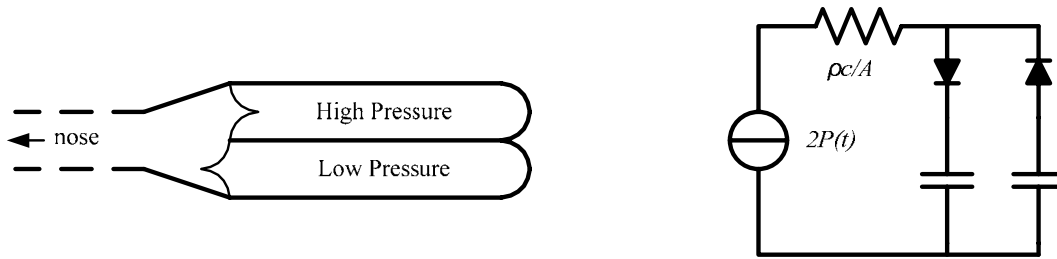 High Pressure
nose
Low Pressure
ρc/A
2P(t)